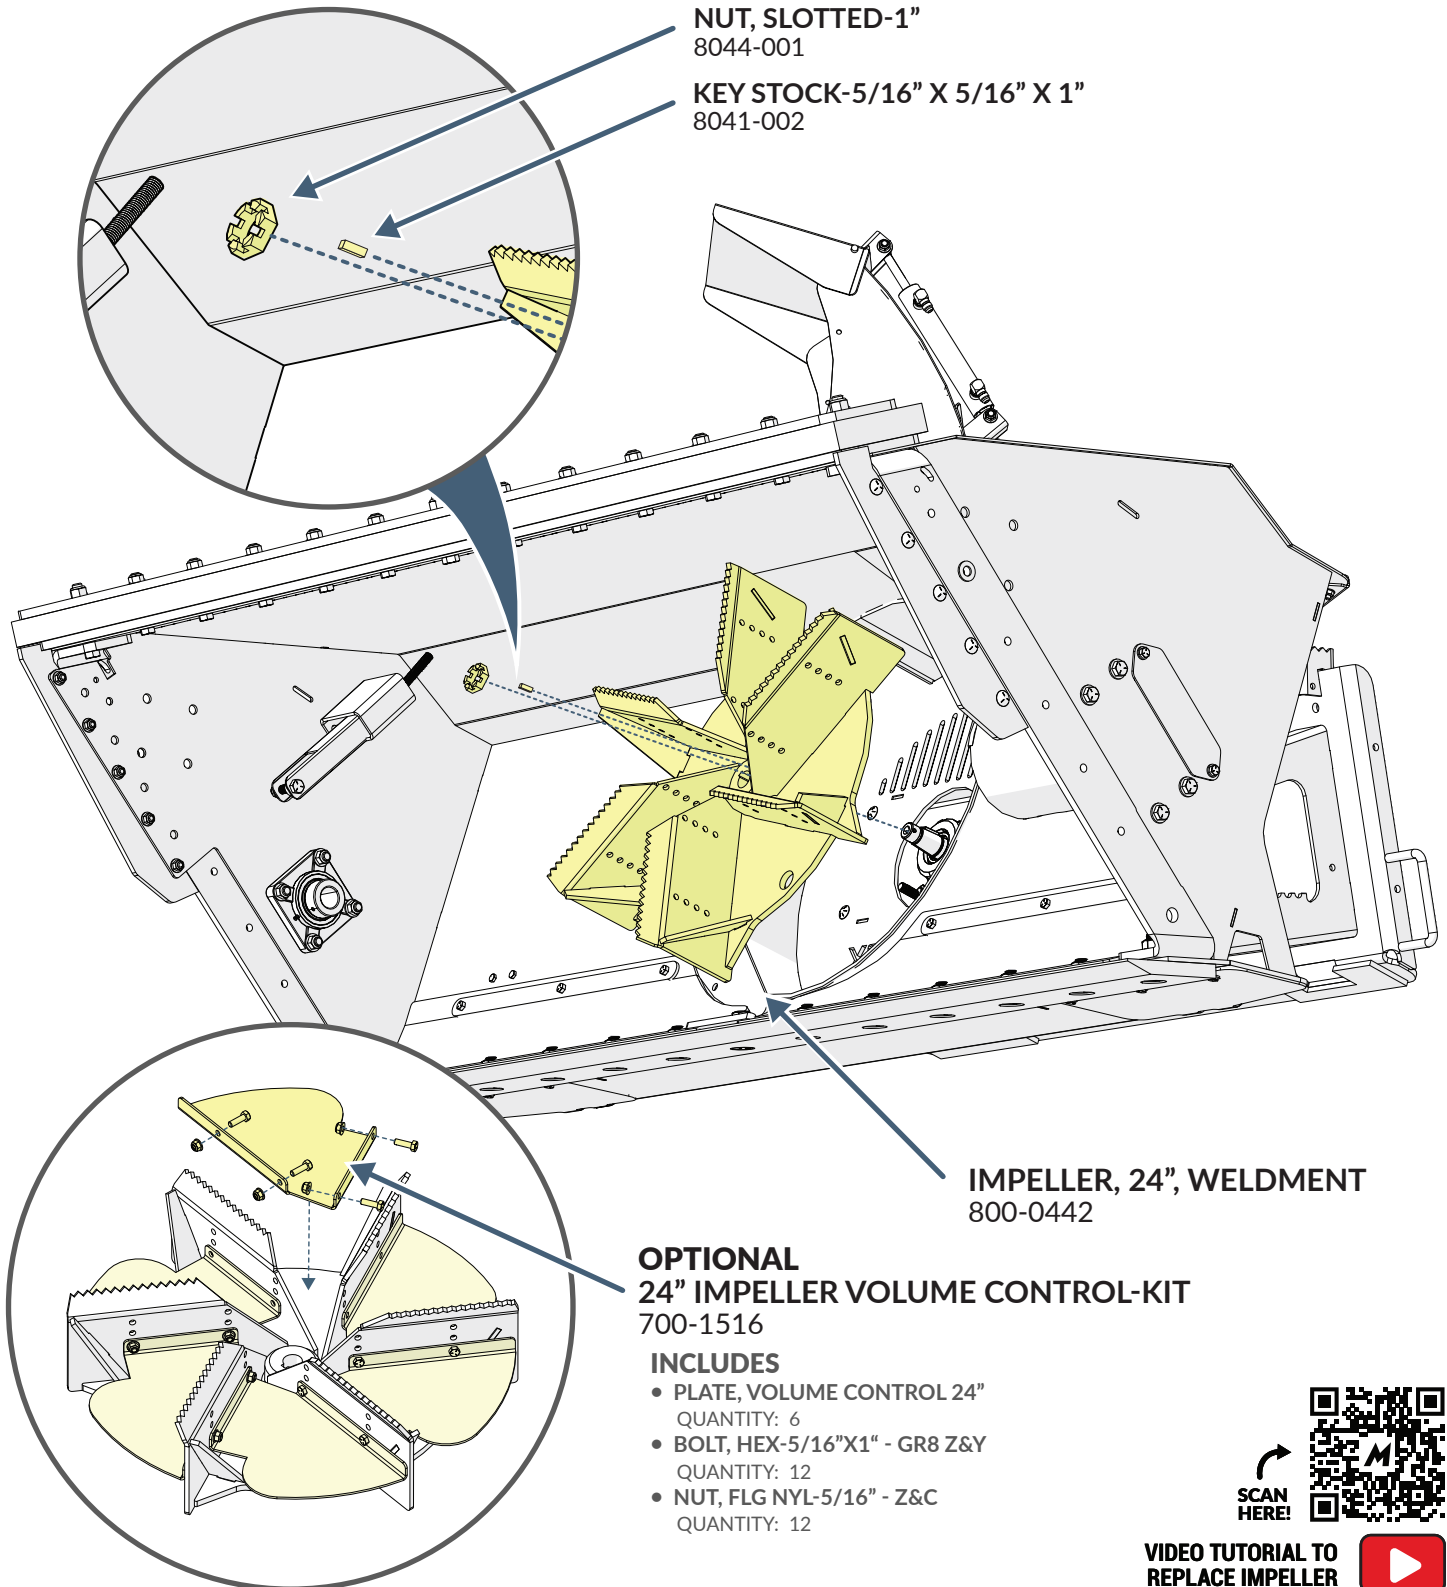 NUT, SLOTTED-1”
8044-001
KEY STOCK-5/16” X 5/16” X 1”
8041-002
IMPELLER, 24”, WELDMENT
800-0442
OPTIONAL
24” IMPELLER VOLUME CONTROL-KIT
700-1516
INCLUDES
• PLATE, VOLUME CONTROL 24”
QUANTITY: 6
• BOLT, HEX-5/16”X1“ - GR8 Z&Y
QUANTITY: 12
• NUT, FLG NYL-5/16” - Z&C
QUANTITY: 12
SCAN
HERE!
M
VIDEO TUTORIAL TO
REPLACE IMPELLER